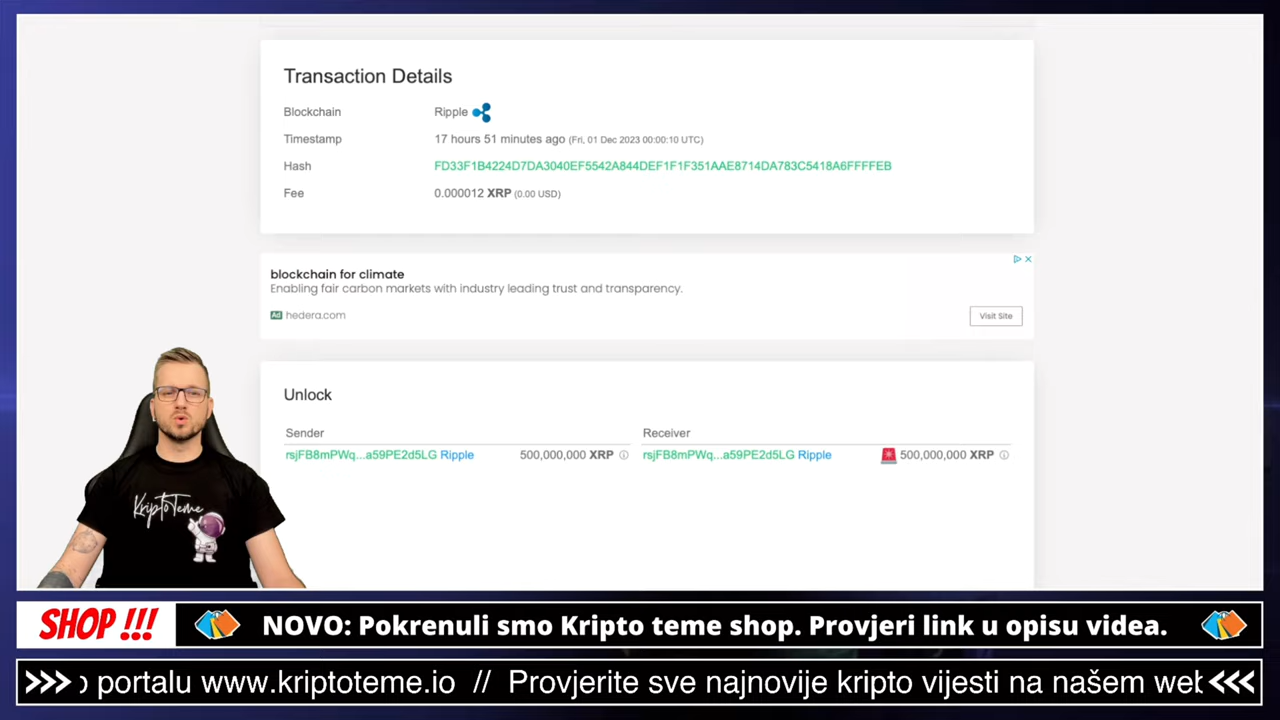 Transaction Details
Blockchain Ripple
Timestamp 17 hours 51 minutes ago (Fri, 01 Dec 2023 00:00:10 UTC)
Hash FD33F1B4224D7DA3040EF5542A844DEF1F1F351AAE8714DA783C5418A6FFFFEB
Fee 0.000012 XRP (0.00 USD)
blockchain for climate
Enabling fair carbon markets with industry leading trust and transparency.
Ad hedera.com
Visit Site
Unlock
Sender Receiver
rsjFB8mPWq...a59PE2d5LG Ripple 500,000,000 XRP rsjFB8mPWq...a59PE2d5LG Ripple 500,000,000 XRP
KriptoTeme
SHOP !!! NOVO: Pokrenuli smo Kripto teme shop. Provjeri link u opisu videa.
>>> portalu www.kriptoteme.io // Provjerite sve najnovije kripto vijesti na našem <<<